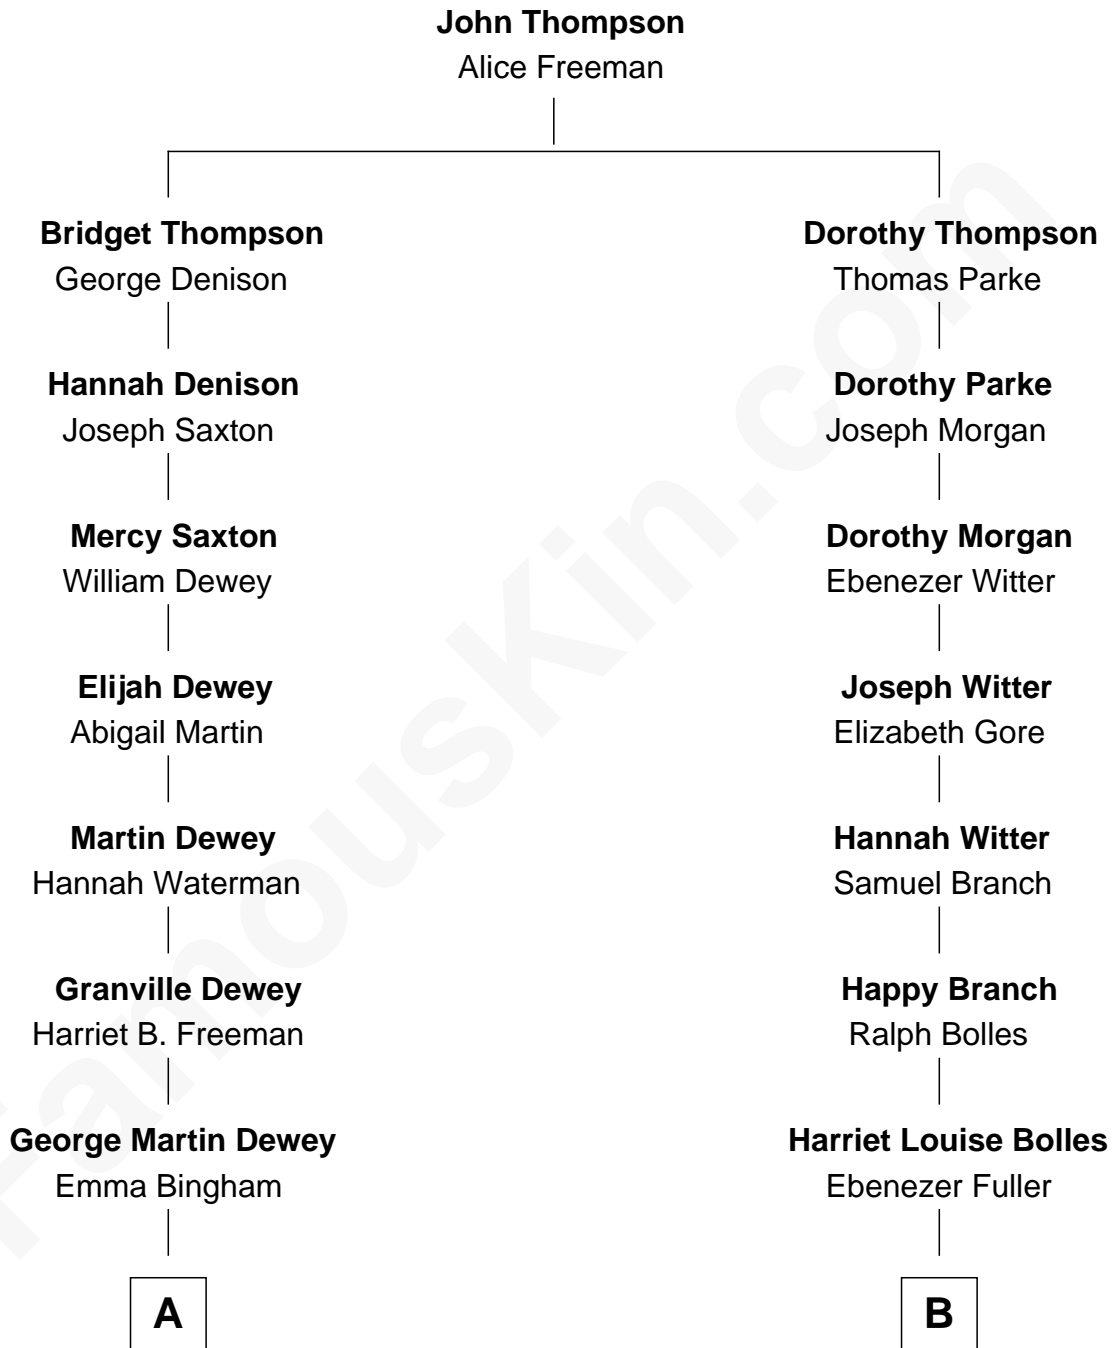 John Thompson
Alice Freeman
Bridget Thompson
George Denison
Dorothy Thompson
Thomas Parke
Hannah Denison
Joseph Saxton
Dorothy Parke
Joseph Morgan
Mercy Saxton
William Dewey
Dorothy Morgan
Ebenezer Witter
Elijah Dewey
Abigail Martin
Joseph Witter
Elizabeth Gore
Martin Dewey
Hannah Waterman
Hannah Witter
Samuel Branch
Granville Dewey
Harriet B. Freeman
Happy Branch
Ralph Bolles
George Martin Dewey
Emma Bingham
Harriet Louise Bolles
Ebenezer Fuller
A
B
FamousKin.com